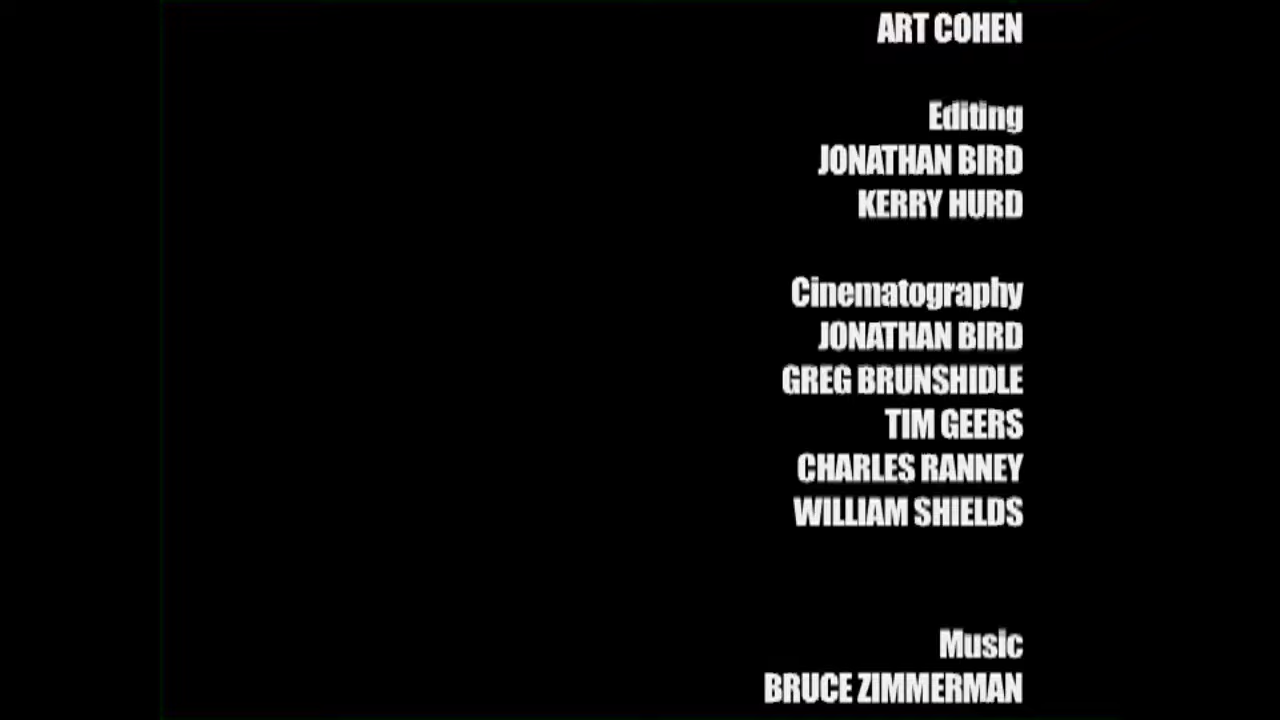 ART COHEN
Editing
JONATHAN BIRD
KERRY HURD
Cinematography
JONATHAN BIRD
GREG BRUNSHIDLE
TIM GEERS
CHARLES RANNEY
WILLIAM SHIELDS
Music
BRUCE ZIMMERMAN